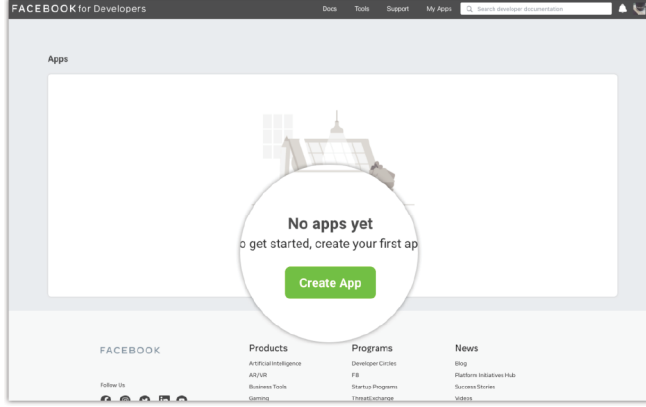 FACEBOOK for Developers
Docs Tools Support My Apps Search developer documentation
Apps
No apps yet
o get started, create your first ap
Create App
FACEBOOK
Follow Us
Products
Artificial Intelligence
AR/VR
Business Tools
Gaming
Programs
Developer Circles
F8
Startup Programs
ThreatExchange
News
Blog
Platform Initiatives Hub
Success Stories
Videos